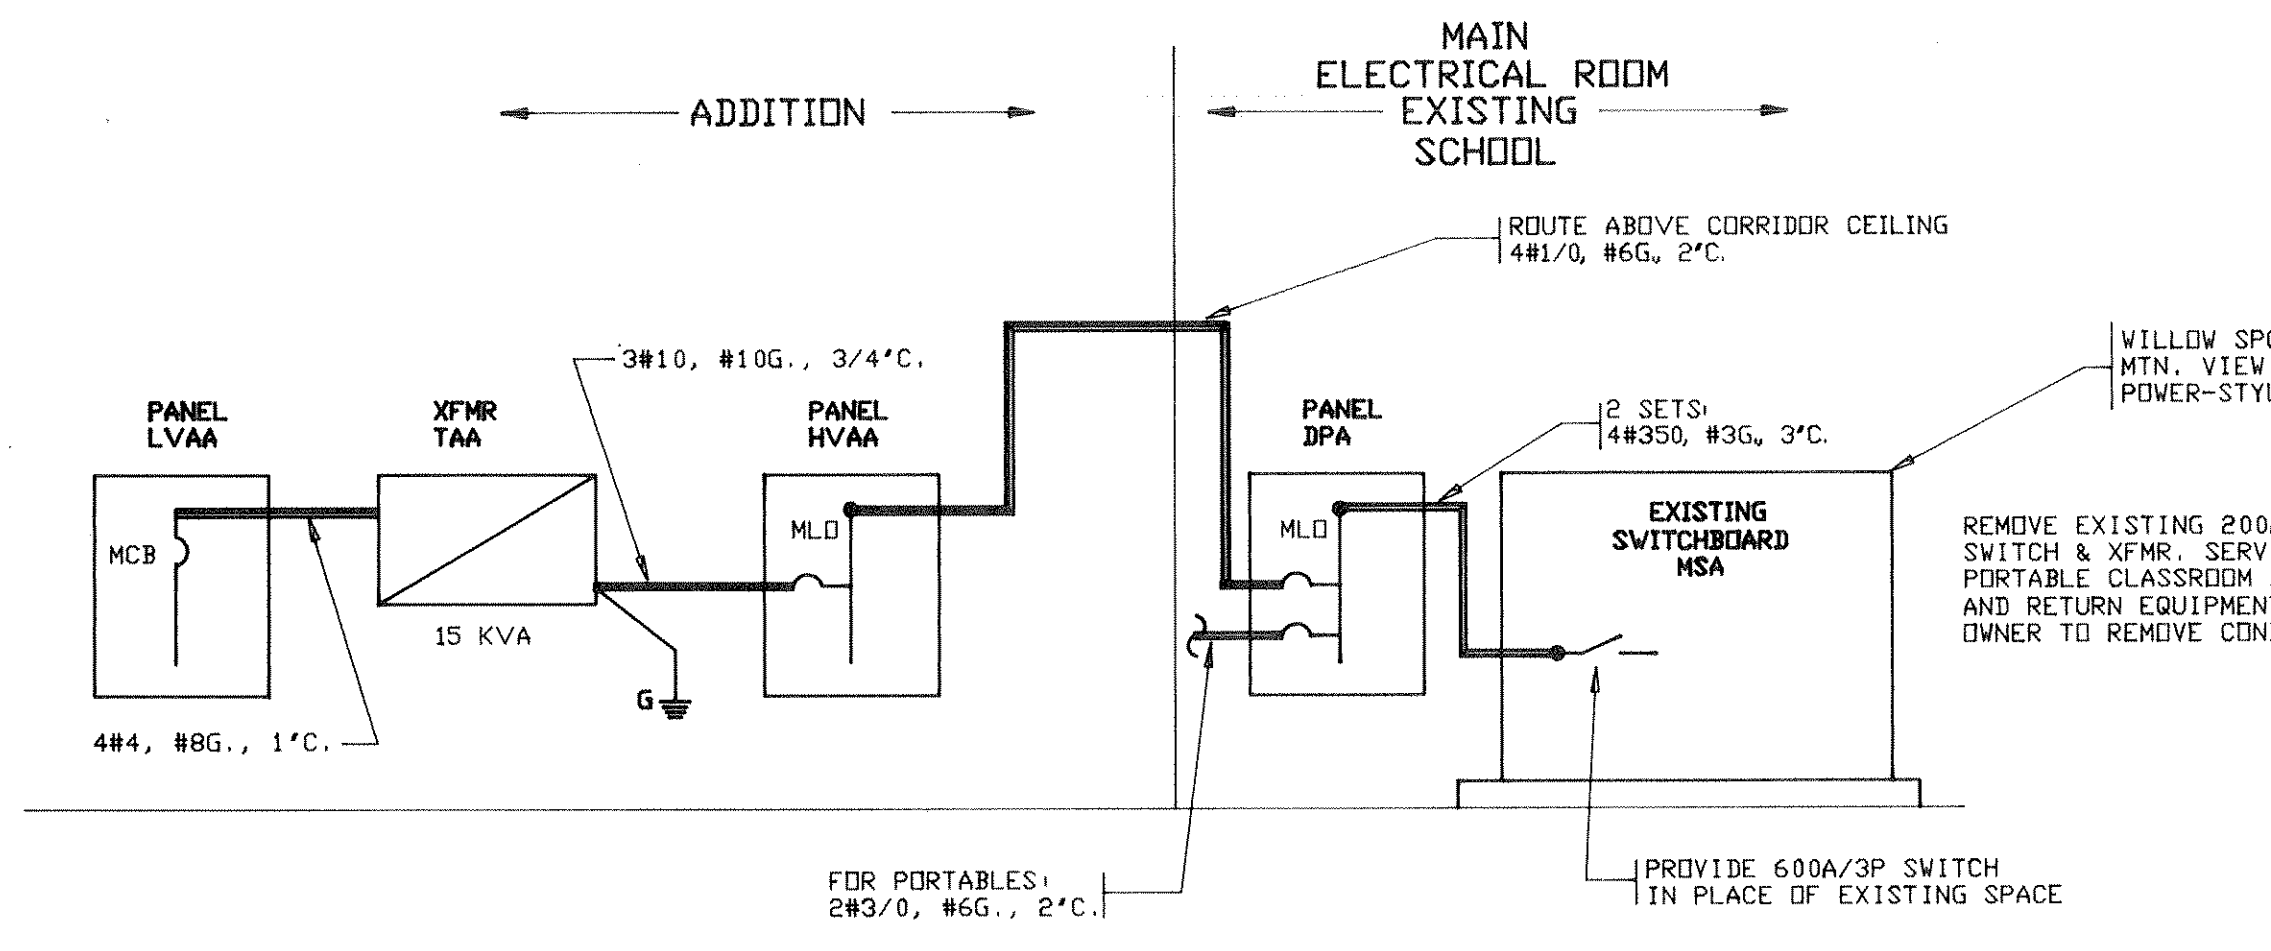 MAIN
ELECTRICAL ROOM
EXISTING
SCHOOL
ADDITION
ROUTE ABOVE CORRIDOR CEILING
4#1/0, #6G., 2"C.
3#10, #10G., 3/4"C.
WILLOW
MTN. VIEW
PANEL
LVAA
XFMR
TAA
PANEL
HVAA
PANEL
DPA
2 SETS:
4#350, #3G., 3"C.
MCB
15 KVA
MLO
MLO
EXISTING
SWITCHBOARD
MSA
REMOVE EXISTING
SWITCH & XFMR.
PORTABLE CLASSROOM
AND RETURN
OWNER TO REMOVE
G
4#4, #8G., 1"C.
FOR PORTABLES:
2#3/0, #6G., 2"C.
PROVIDE 600A/3P SWITCH
IN PLACE OF EXISTING SPACE